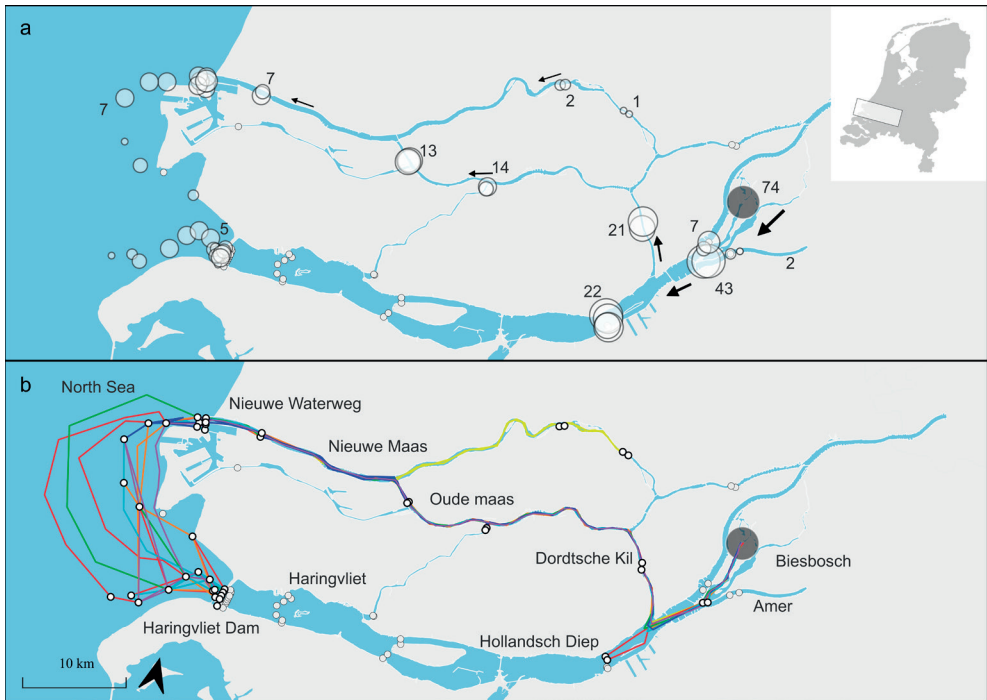 a
7
7
2
1
13
14
74
21
7
5
2
43
22
b
North Sea
Nieuwe Waterweg
Nieuwe Maas
Oude maas
Dordtsche Kil
Biesbosch
Haringvliet
Amer
Haringvliet Dam
Hollandsch Diep
10 km